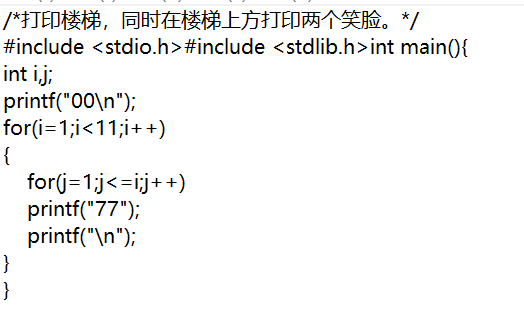 /*打印楼梯，同时在楼梯上方打印两个笑脸。*/
#include <stdio.h>#include <stdlib.h>int main(){
int i,j;
printf("00\n");
for(i=1;i<11;i++)
{
    for(j=1;j<=i;j++)
    printf("77");
    printf("\n");
}
}